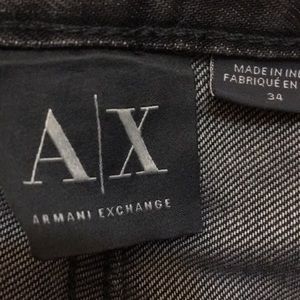 A|X
ARMANI EXCHANGE
MADE IN
FABRIQUÉ EN
34